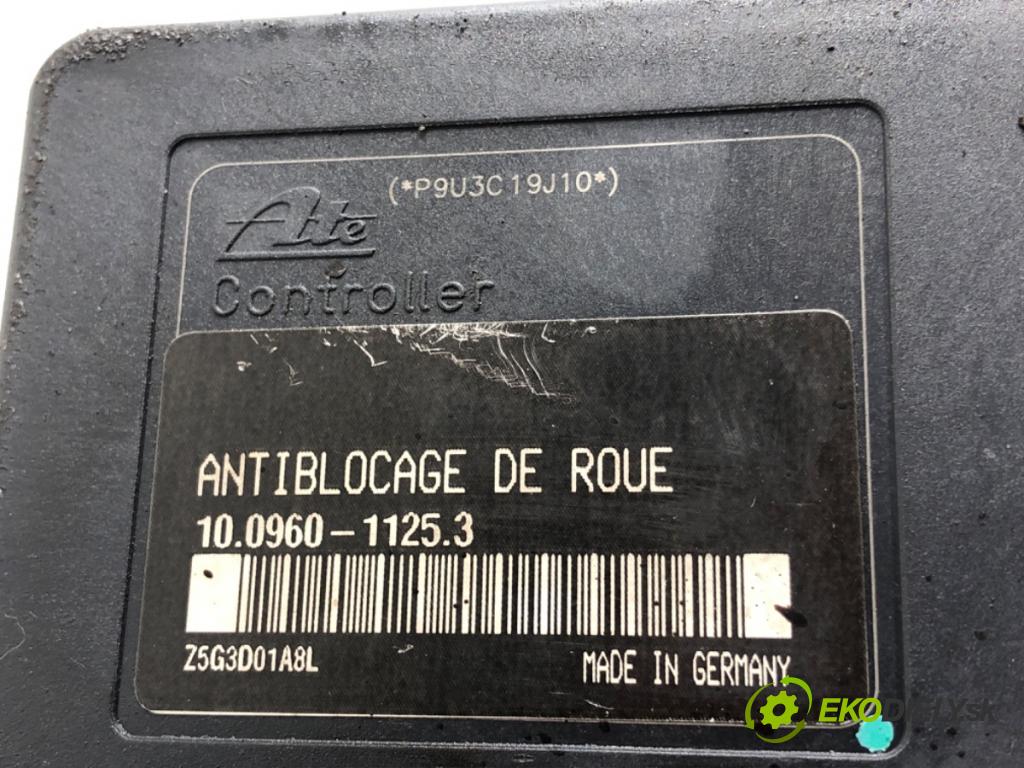 (*P9U3C19J10*)
Ate
Controller
ANTIBLOCAGE DE ROUE
10.0960-1125.3
Z5G3D01A8L
MADE IN GERMANY
EKODIELY.sk